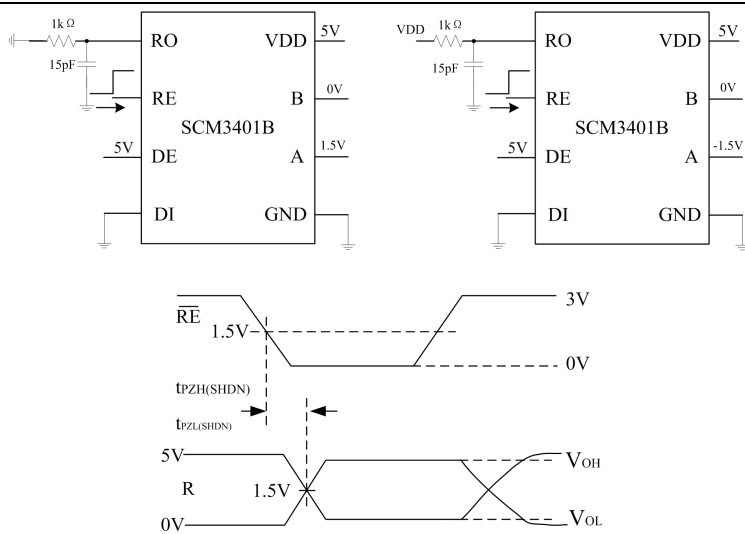 1k Ω
15pF
RO
VDD
5V
RE
B
0V
SCM3401B
5V
DE
A
1.5V
DI
GND
VDD
1k Ω
15pF
RO
VDD
5V
RE
B
0V
SCM3401B
5V
DE
A
-1.5V
DI
GND
RE
3V
1.5V
0V
tPZH(SHDN)
tPZL(SHDN)
5V
VOH
R
1.5V
0V
VOL